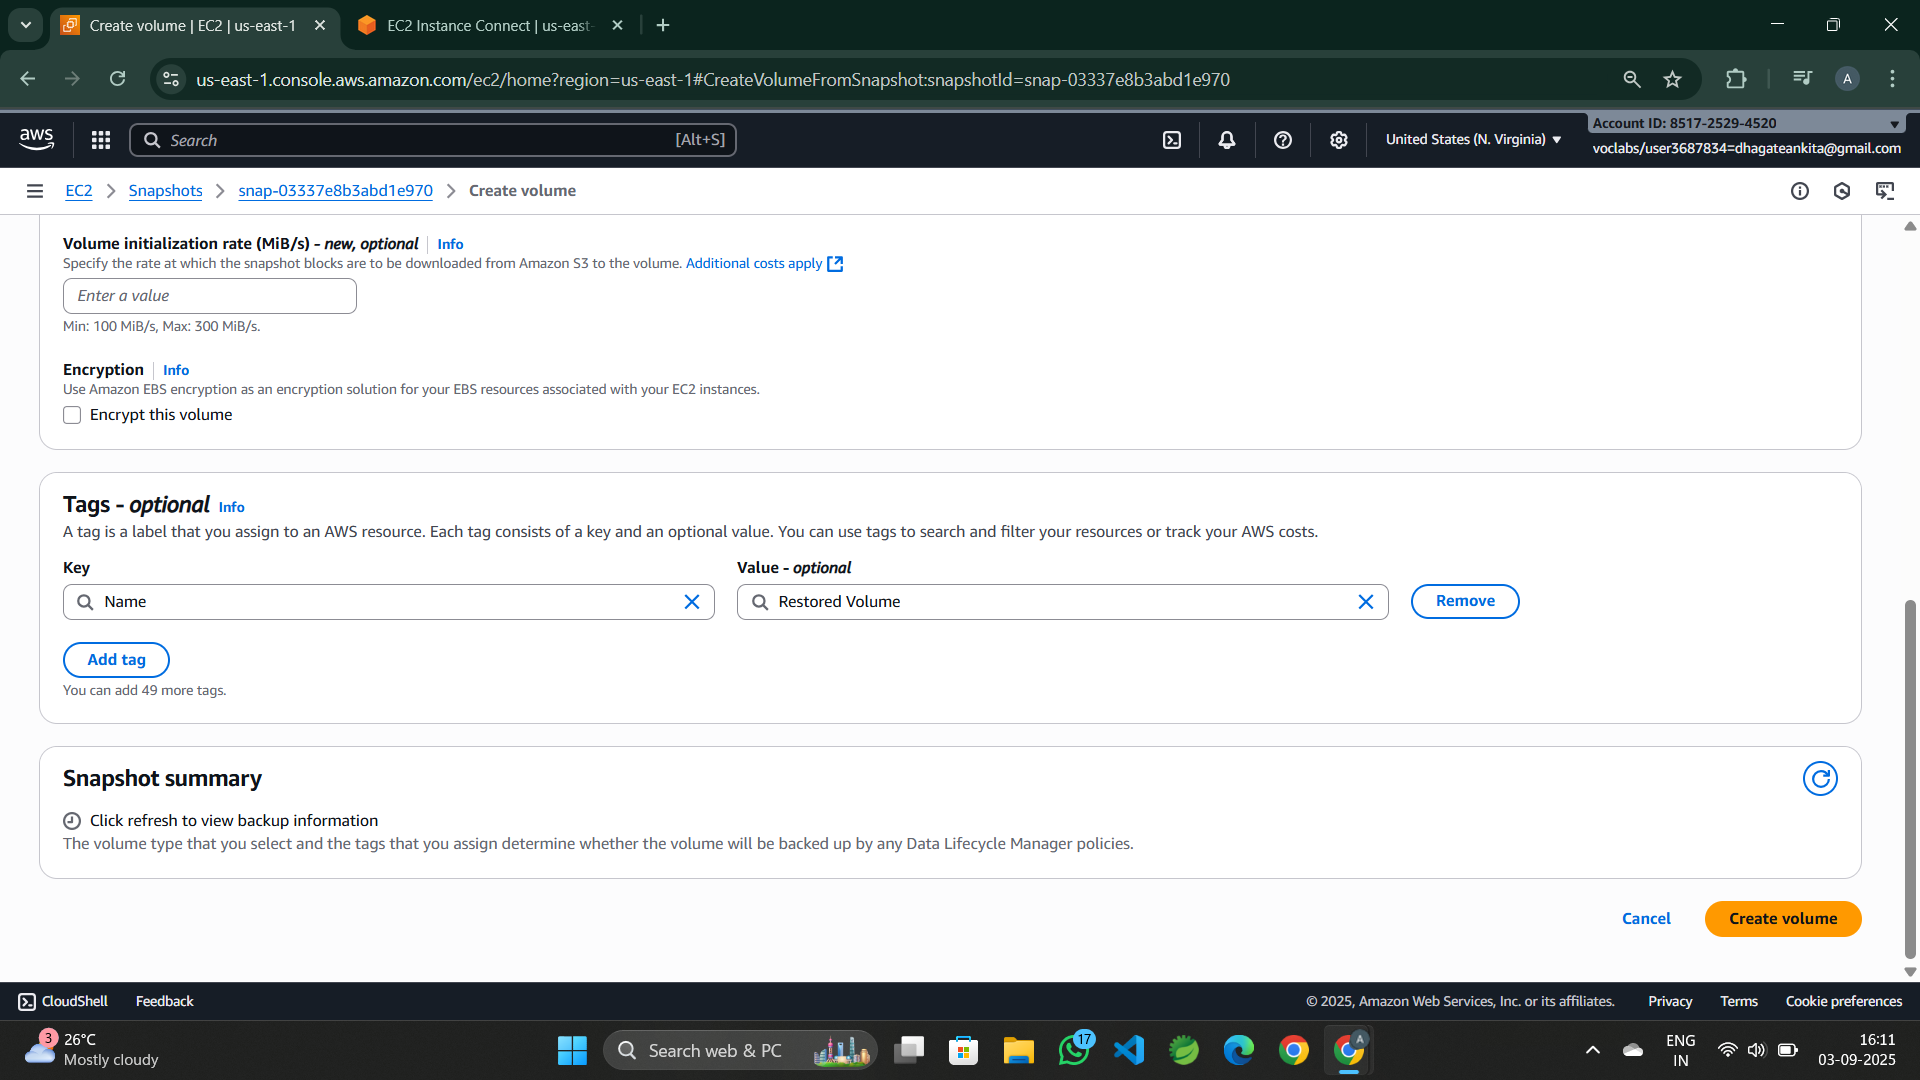 Create volume | EC2 | us-east-1
EC2 Instance Connect | us-east-
us-east-1.console.aws.amazon.com/ec2/home?region=us-east-1#CreateVolumeFromSnapshot:snapshotId=snap-03337e8b3abd1e970
A
aws
Search
[Alt+S]
United States (N. Virginia)
Account ID: 8517-2529-4520
voclabs/user3687834=dhagateankita@gmail.com
EC2
Snapshots
snap-03337e8b3abd1e970
Create volume
Volume initialization rate (MiB/s) - new, optional
Info
Specify the rate at which the snapshot blocks are to be downloaded from Amazon S3 to the volume. Additional costs apply
Enter a value
Min: 100 MiB/s, Max: 300 MiB/s.
Encryption
Info
Use Amazon EBS encryption as an encryption solution for your EBS resources associated with your EC2 instances.
Encrypt this volume
Tags - optional Info
A tag is a label that you assign to an AWS resource. Each tag consists of a key and an optional value. You can use tags to search and filter your resources or track your AWS costs.
Key
Value - optional
Name
Restored Volume
Remove
Add tag
You can add 49 more tags.
Snapshot summary
Click refresh to view backup information
The volume type that you select and the tags that you assign determine whether the volume will be backed up by any Data Lifecycle Manager policies.
Cancel
Create volume
CloudShell
Feedback
© 2025, Amazon Web Services, Inc. or its affiliates.
Privacy
Terms
Cookie preferences
3
26°C
Mostly cloudy
Search web & PC
17
A
ENG
IN
16:11
03-09-2025